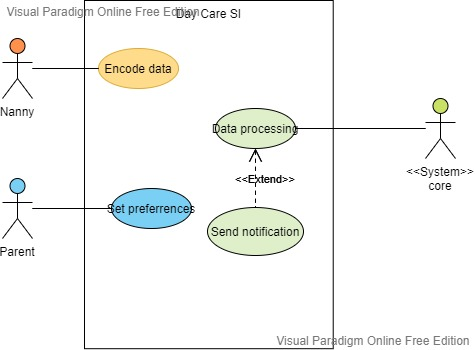 Visual Paradigm Online Free Edition
Day Care SI
Encode data
Nanny
Data processing
<<System>>
core
<<Extend>>
Set preferrences
Send notification
Parent
Visual Paradigm Online Free Edition